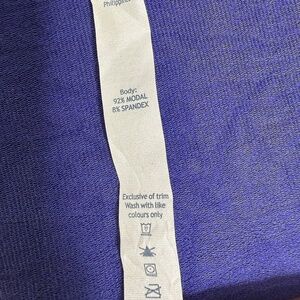 Philippines
Body:
92% MODAL
8% SPANDEX
Exclusive of trim
Wash with like
colours only